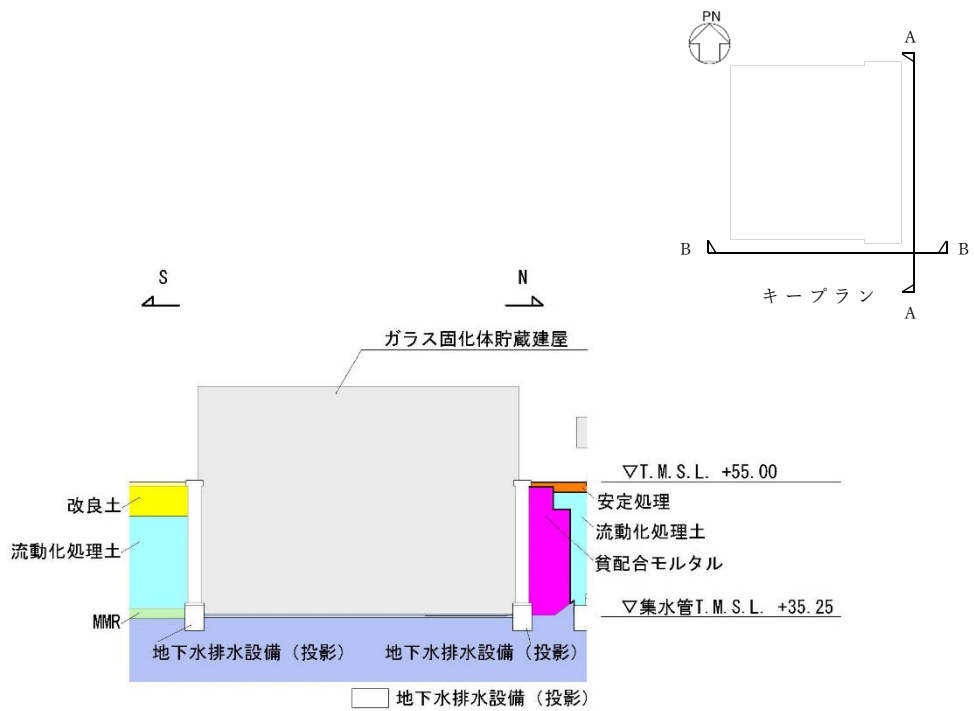 PN
A
B
B
キープラン
A
S
N
ガラス固化体貯蔵建屋
▽T.M.S.L. +55.00
改良土
安定処理
流動化処理土
流動化処理土
貧配合モルタル
▽集水管T.M.S.L. +35.25
MMR
地下水排水設備（投影）
地下水排水設備（投影）
地下水排水設備（投影）